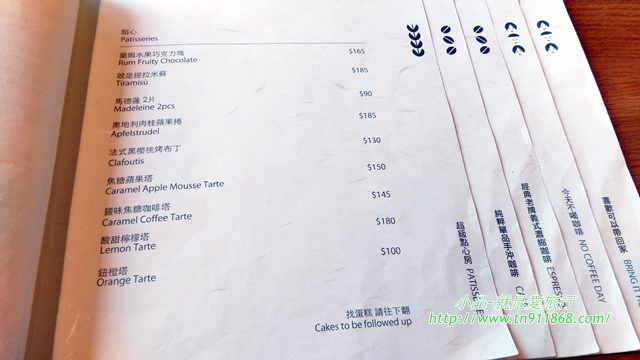 點心
Patisseries
蘭姆水果巧克力塊 $165
Rum Fruity Chocolate
就是提拉米蘇 $185
Tiramisù
馬德蓮 2片 $90
Madeleine 2pcs
奧地利肉桂蘋果捲 $185
Apfelstrudel
法式黑櫻桃烤布丁 $130
Clafoutis
焦糖蘋果塔 $150
Caramel Apple Mousse Tarte
鹽味焦糖咖啡塔 $145
Caramel Coffee Tarte
酸甜檸檬塔 $180
Lemon Tarte
鈕橙塔 $100
Orange Tarte
找蛋糕 請往下翻
Cakes to be followed up
超級點心房 PATISSERIES
純粹單品手沖咖啡
經典老牌義式濃縮咖啡 ESPRESSO
今天不喝咖啡 NO COFFEE DAY
喜歡可以帶回家 BRING IT
小丑-就是愛旅行
http://www.tn911868.com/